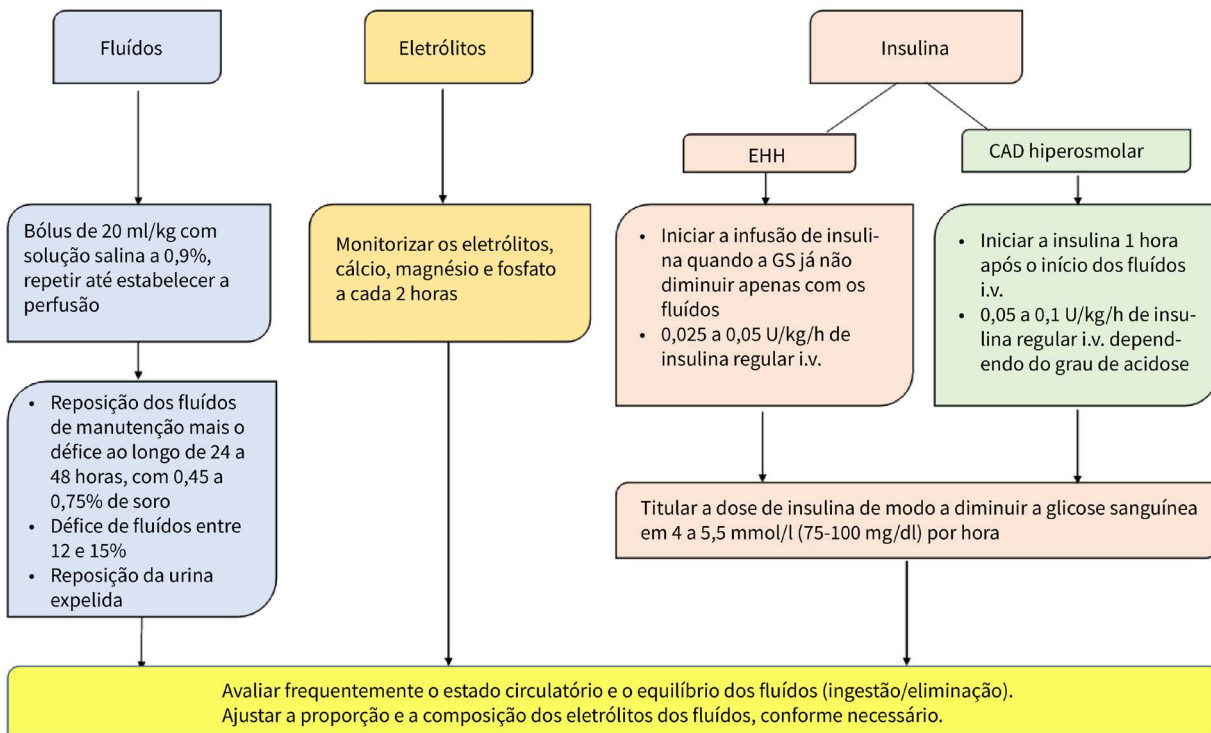 Fluídos
Eletrólitos
Insulina
EHH
CAD hiperosmolar
Bólus de 20 ml/kg com
solução salina a 0,9%,
repetir até estabelecer a
perfusão
• Reposição dos fluídos
de manutenção mais o
défice ao longo de 24 a
48 horas, com 0,45 a
0,75% de soro
• Défice de fluídos entre
12 e 15%
• Reposição da urina
expelida
Monitorizar os eletrólitos,
cálcio, magnésio e fosfato
a cada 2 horas
• Iniciar a infusão de insuli-
na quando a GS já não
diminuir apenas com os
fluídos
• 0,025 a 0,05 U/kg/h de
insulina regular i.v.
• Iniciar a insulina 1 hora
após o início dos fluídos
i.v.
• 0,05 a 0,1 U/kg/h de insu-
lina regular i.v. depend-
endo do grau de acidose
Titular a dose de insulina de modo a diminuir a glicose sanguínea
em 4 a 5,5 mmol/l (75-100 mg/dl) por hora
Avaliar frequentemente o estado circulatório e o equilíbrio dos fluídos (ingestão/eliminação).
Ajustar a proporção e a composição dos eletrólitos dos fluídos, conforme necessário.